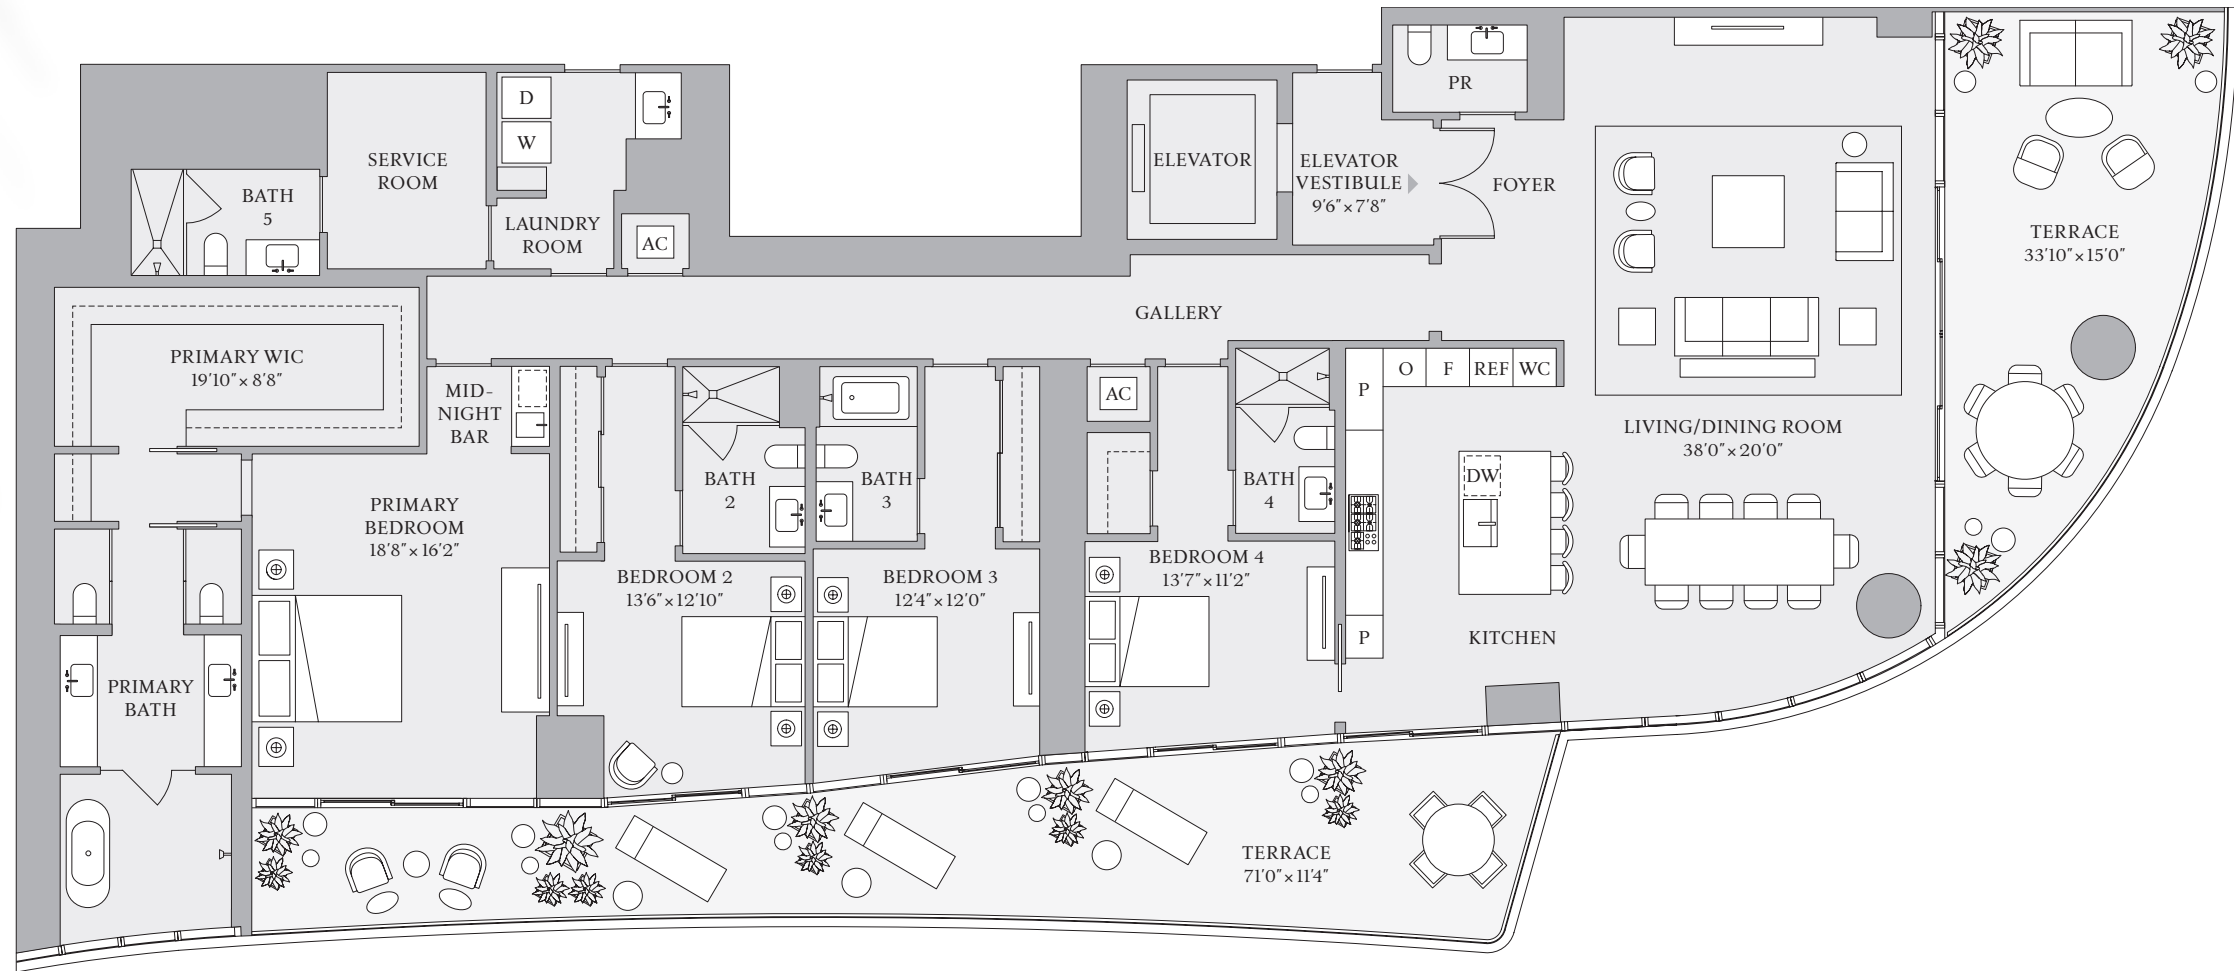 PR
D
W
SERVICE
ROOM
BATH
5
LAUNDRY
ROOM
AC
ELEVATOR
ELEVATOR
VESTIBULE
9'6" × 7'8"
FOYER
TERRACE
33'10" × 15'0"
GALLERY
PRIMARY WIC
19'10" × 8'8"
MID-
NIGHT
BAR
AC
P
O
F
REF
WC
LIVING/DINING ROOM
38'0" × 20'0"
PRIMARY
BEDROOM
18'8" × 16'2"
BATH
2
BATH
3
BATH
4
DW
BEDROOM 2
13'6" × 12'10"
BEDROOM 3
12'4" × 12'0"
BEDROOM 4
13'7" × 11'2"
P
KITCHEN
PRIMARY
BATH
TERRACE
71'0" × 11'4"